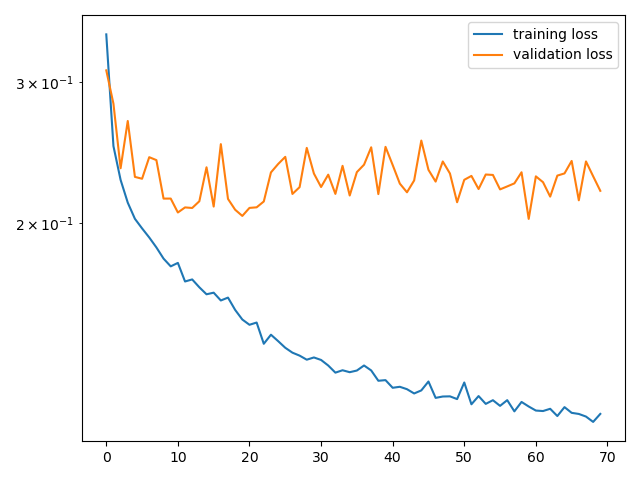 training loss
validation loss
3 × 10⁻¹
2 × 10⁻¹
0 10 20 30 40 50 60 70